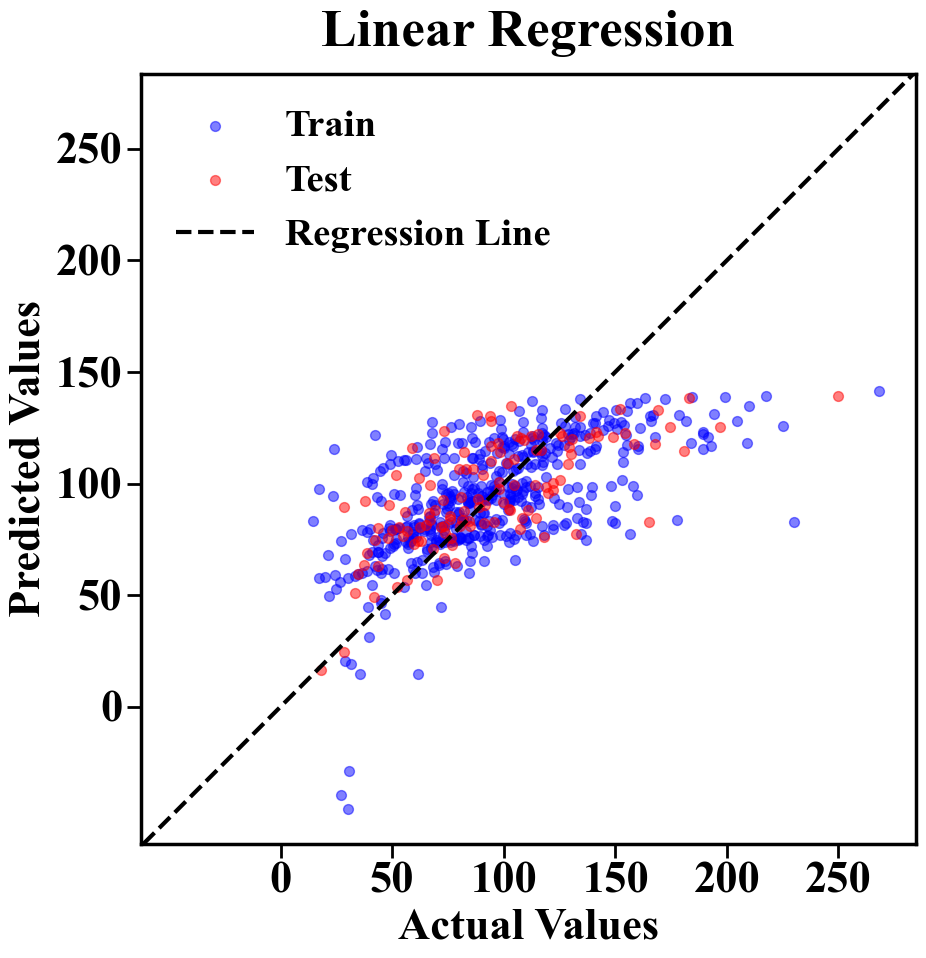 Linear Regression
Train
Test
Regression Line
250
200
150
100
50
0
Predicted Values
0 50 100 150 200 250
Actual Values